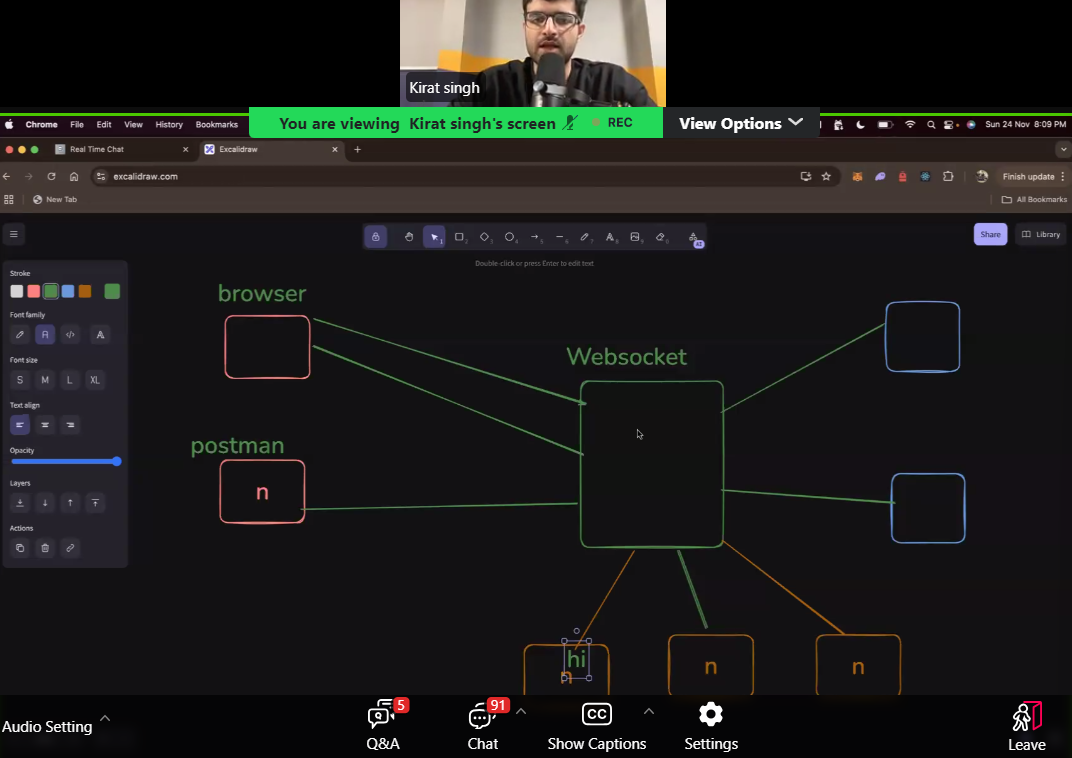 Kirat singh
You are viewing Kirat singh's screen
REC
View Options
Chrome File Edit View History Bookmarks
Sun 24 Nov 8:09 PM
Real Time Chat
Excalidraw
excalidraw.com
Finish update
New Tab
All Bookmarks
Share
Library
Double-click or press Enter to edit text
Stroke
Font family
Font size
S M L XL
Text align
Opacity
Layers
Actions
browser
Websocket
postman
n
hi
n
n
n
Audio Setting
5
Q&A
91
Chat
CC
Show Captions
Settings
Leave